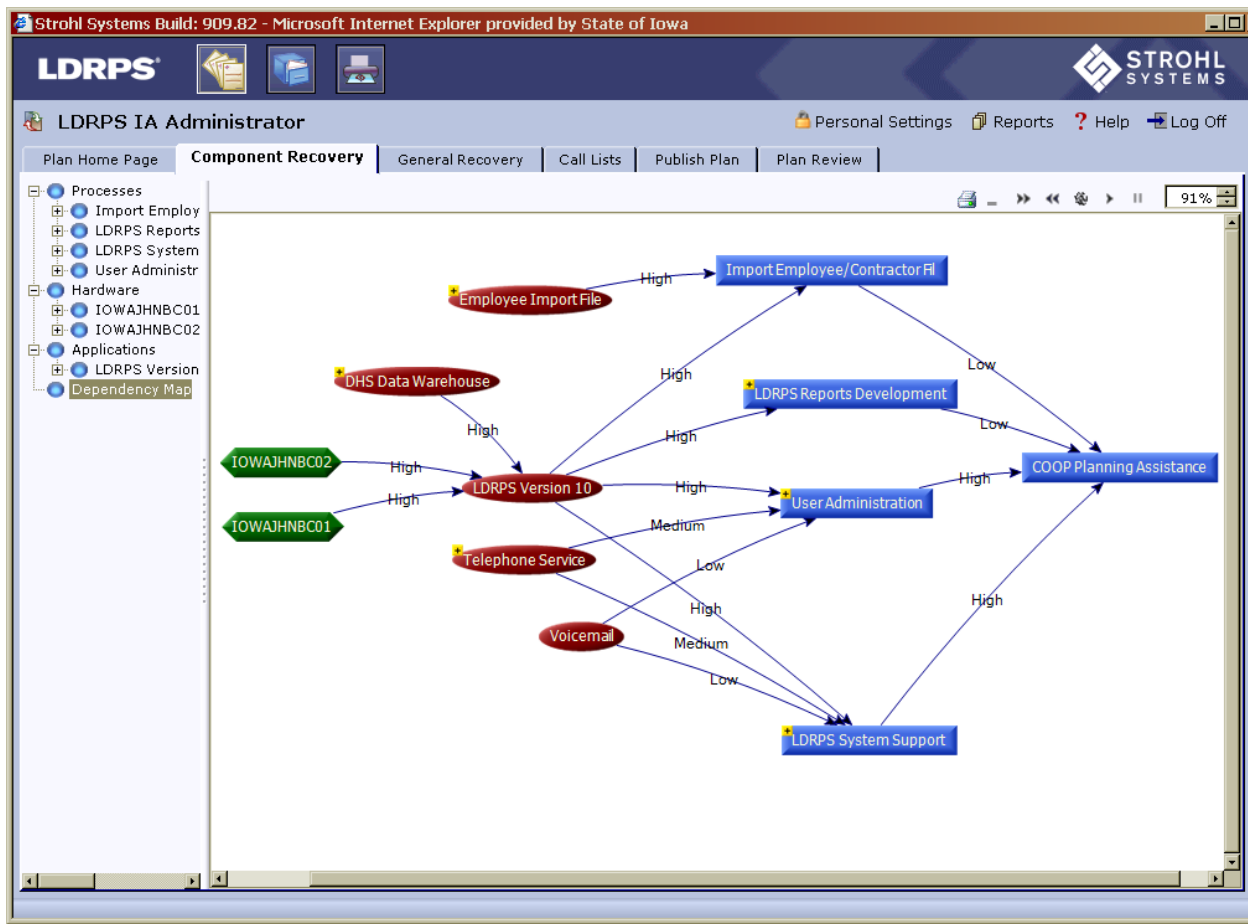 Strohl Systems Build: 909.82 - Microsoft Internet Explorer provided by State of Iowa
LDRPS
STROHL
SYSTEMS
LDRPS IA Administrator
Personal Settings
Reports
? Help
Log Off
Plan Home Page
Component Recovery
General Recovery
Call Lists
Publish Plan
Plan Review
91%
Processes
Import Employ
LDRPS Reports
LDRPS System
User Administr
Hardware
IOWAJHNBC01
IOWAJHNBC02
Applications
LDRPS Version
Dependency Map
Import Employee/Contractor Fil
High
Employee Import File
Low
DHS Data Warehouse
High
LDRPS Reports Development
High
High
Low
IOWAJHNBC02
High
COOP Planning Assistance
LDRPS Version 10
High
High
High
User Administration
IOWAJHNBC01
Medium
Telephone Service
Low
High
High
Voicemail
Medium
Low
LDRPS System Support